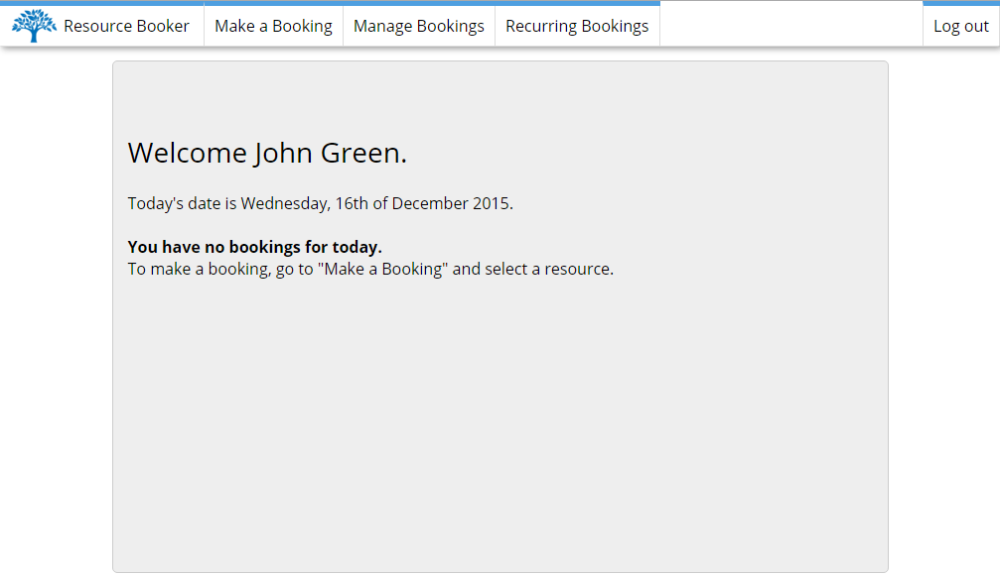 Resource Booker Make a Booking Manage Bookings Recurring Bookings Log out
Welcome John Green.
Today's date is Wednesday, 16th of December 2015.
You have no bookings for today.
To make a booking, go to "Make a Booking" and select a resource.